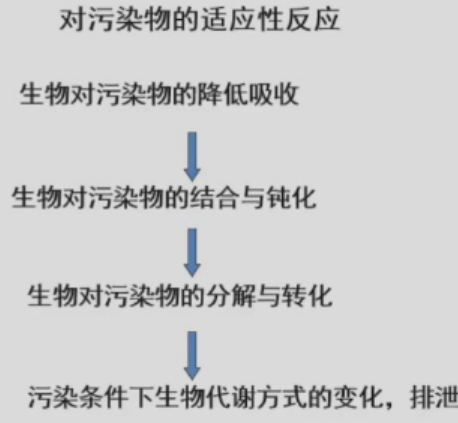 对污染物的适应性反应
生物对污染物的降低吸收
生物对污染物的结合与钝化
生物对污染物的分解与转化
污染条件下生物代谢方式的变化，排泄